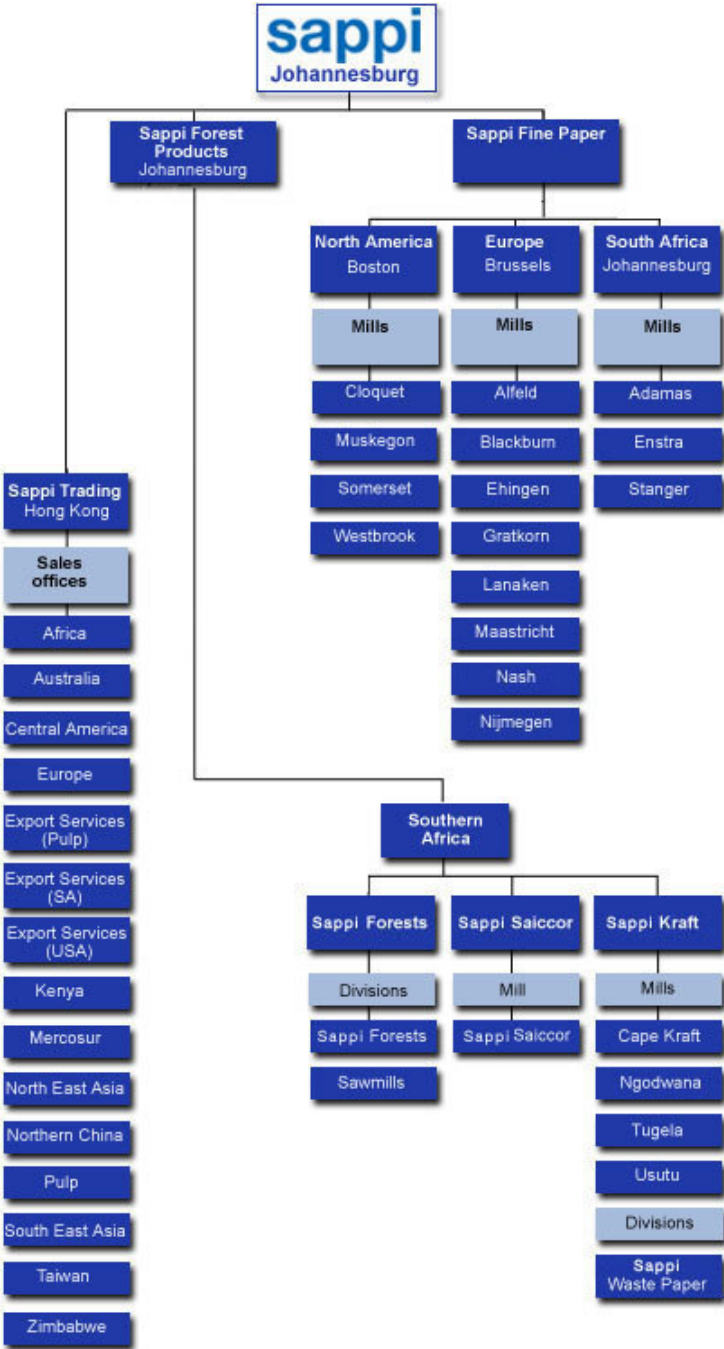 sappi
Johannesburg
Sappi Forest
Products
Johannesburg
Sappi Fine Paper
North America
Boston
Mills
Cloquet
Muskegon
Somerset
Westbrook
Europe
Brussels
Mills
Alfeld
Blackburn
Ehingen
Gratkorn
Lanaken
Maastricht
Nash
Nijmegen
South Africa
Johannesburg
Mills
Adamas
Enstra
Stanger
Sappi Trading
Hong Kong
Sales
offices
Africa
Australia
Central America
Europe
Export Services
(Pulp)
Export Services
(SA)
Export Services
(USA)
Kenya
Mercosur
North East Asia
Northern China
Pulp
South East Asia
Taiwan
Zimbabwe
Southern
Africa
Sappi Forests
Divisions
Sappi Forests
Sawmills
Sappi Saiccor
Mill
Sappi Saiccor
Sappi Kraft
Mills
Cape Kraft
Ngodwana
Tugela
Usutu
Divisions
Sappi
Waste Paper